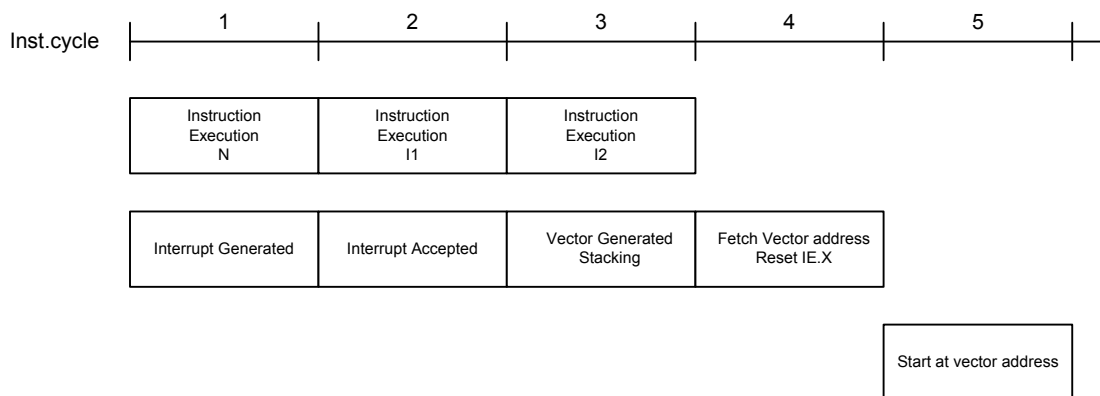 1 2 3 4 5
Inst.cycle
Instruction
Execution
N
Instruction
Execution
I1
Instruction
Execution
I2
Interrupt Generated
Interrupt Accepted
Vector Generated
Stacking
Fetch Vector address
Reset IE.X
Start at vector address